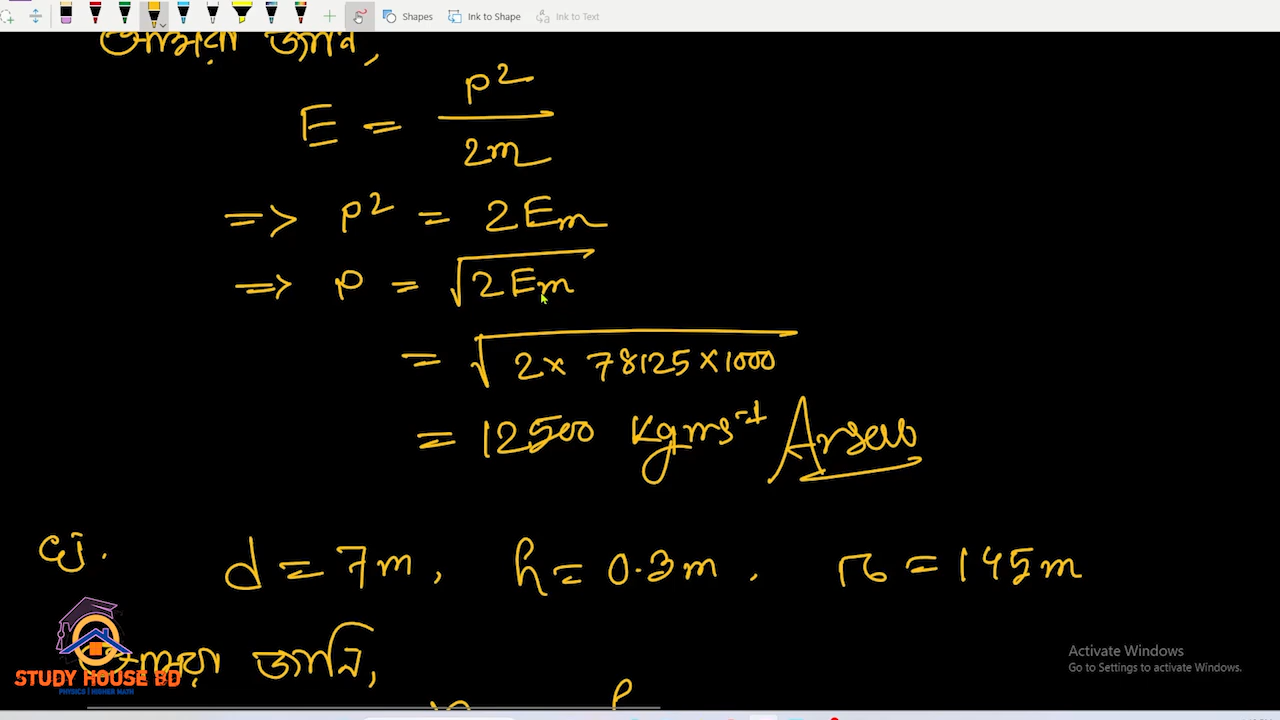 Shapes Ink to Shape Ink to Text
আমরা জানি,
E = p²/2m
=> p² = 2Em
=> p = √2Em
= √2× 78125×1000
= 12500 kgms⁻¹ Answer
d = 7m, h = 0.3m, r = 145m
আমরা জানি,
STUDY HOUSE BD
PHYSICS | HIGHER MATH
Activate Windows
Go to Settings to activate Windows.